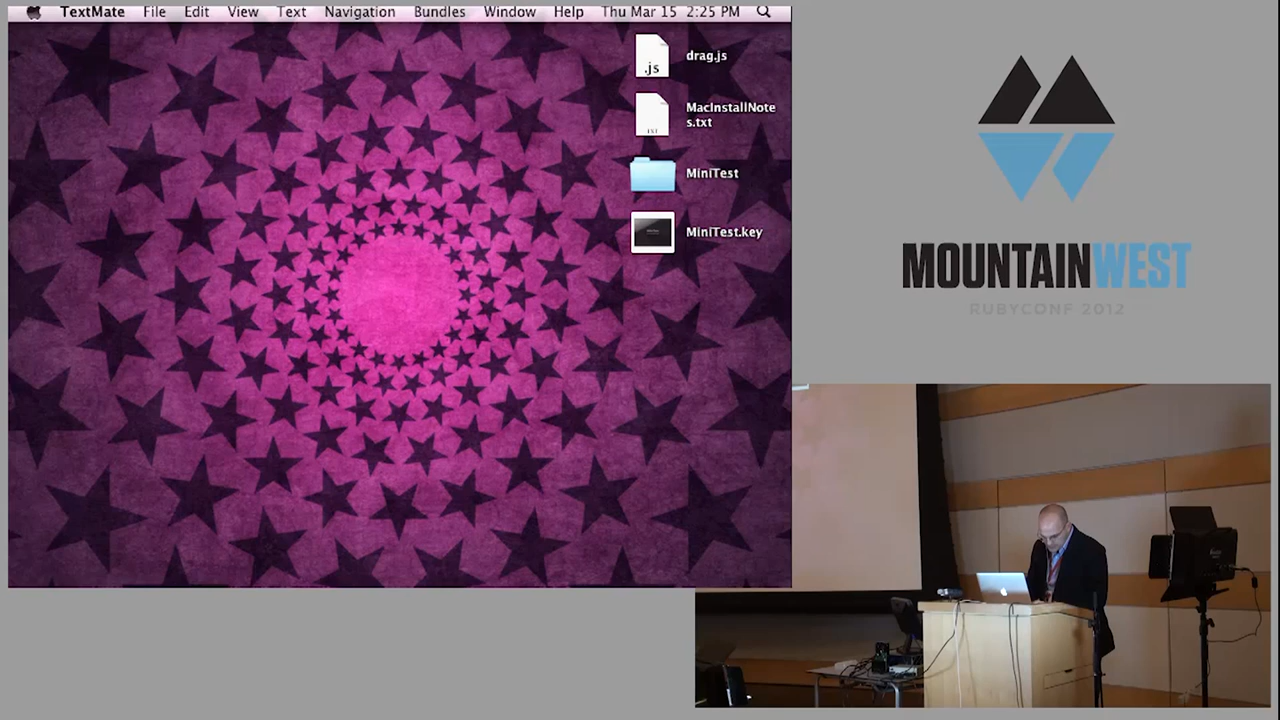 TextMate File Edit View Text Navigation Bundles Window Help Thu Mar 15 2:25 PM
drag.js
.js
MacInstallNote
s.txt
TXT
MiniTest
MiniTest.key
MOUNTAINWEST
RUBYCONF 2012